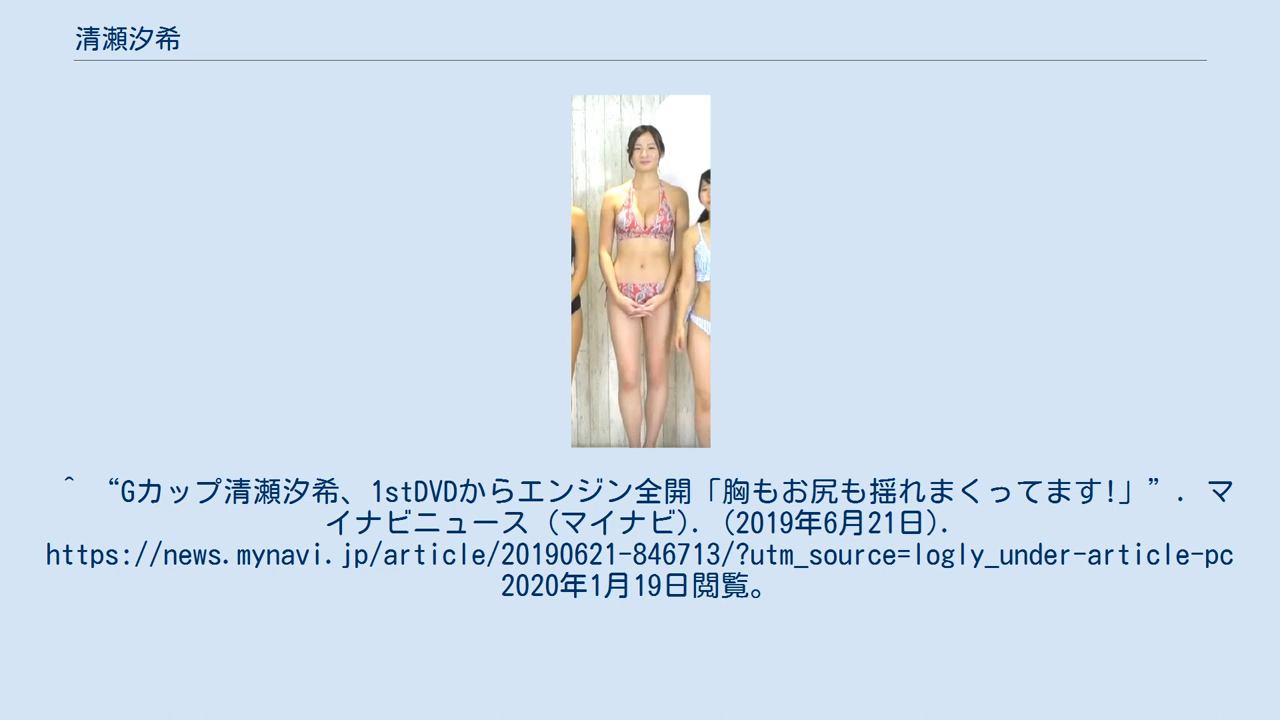 清瀬汐希
^ “Gカップ清瀬汐希、1stDVDからエンジン全開「胸もお尻も揺れまくってます!」”. マ
イナビニュース (マイナビ). (2019年6月21日).
https://news.mynavi.jp/article/20190621-846713/?utm_source=logly_under-article-pc
2020年1月19日閲覧。